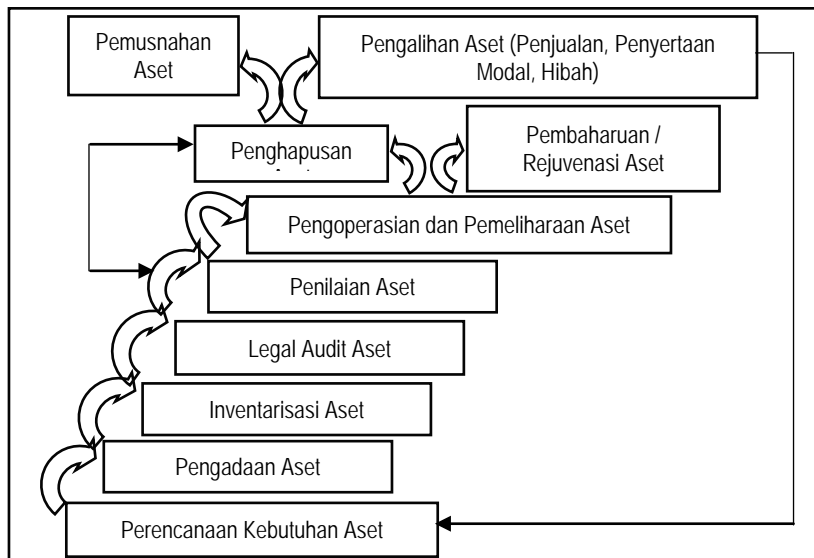 Pemusnahan
Aset
Pengalihan Aset (Penjualan, Penyertaan
Modal, Hibah)
Penghapusan
Pembaharuan /
Rejuvenasi Aset
Pengoperasian dan Pemeliharaan Aset
Penilaian Aset
Legal Audit Aset
Inventarisasi Aset
Pengadaan Aset
Perencanaan Kebutuhan Aset